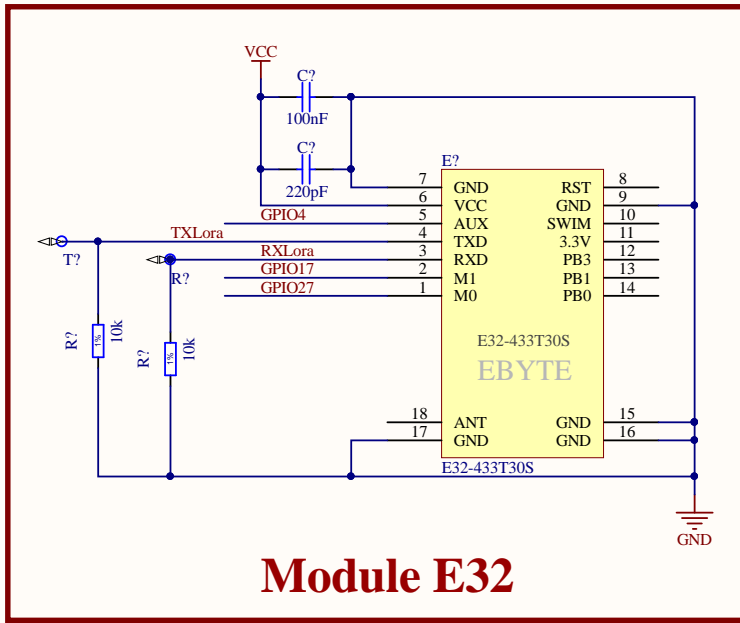 VCC
C?
100nF
C?
220pF
E?
7 GND RST 8
6 VCC GND 9
GPIO4 5 AUX SWIM 10
TXLora 4 TXD 3.3V 11
RXLora 3 RXD PB3 12
GPIO17 2 M1 PB1 13
GPIO27 1 M0 PB0 14
T?
R?
R? 1% 10k
R? 1% 10k
E32-433T30S
EBYTE
18 ANT GND 15
17 GND GND 16
E32-433T30S
GND
Module E32